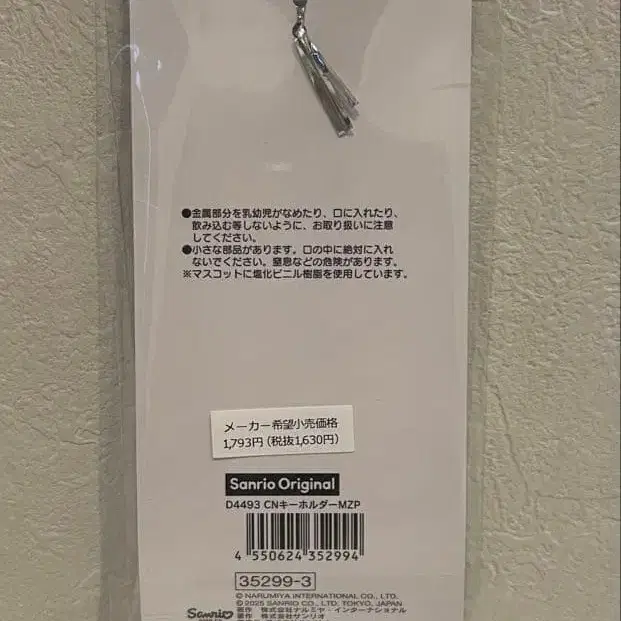 ●金属部分を乳幼児がなめたり、口に入れたり、
飲み込む等しないように、お取り扱いに注意
してください。
●小さな部品があります。口の中に絶対に入れ
ないでください。窒息などの危険があります。
※マスコットに塩化ビニル樹脂を使用しています。
メーカー希望小売価格
1,793円(税抜1,630円)
Sanrio Original
D4493 CNキーホルダーMZP
4 550624 352994
35299-3
© NARUMIYA INTERNATIONAL CO., LTD.
© 2025 SANRIO CO., LTD. TOKYO, JAPAN
Sanrio 著作 株式会社ナルミヤ・インターナショナル
著作 株式会社サンリオ